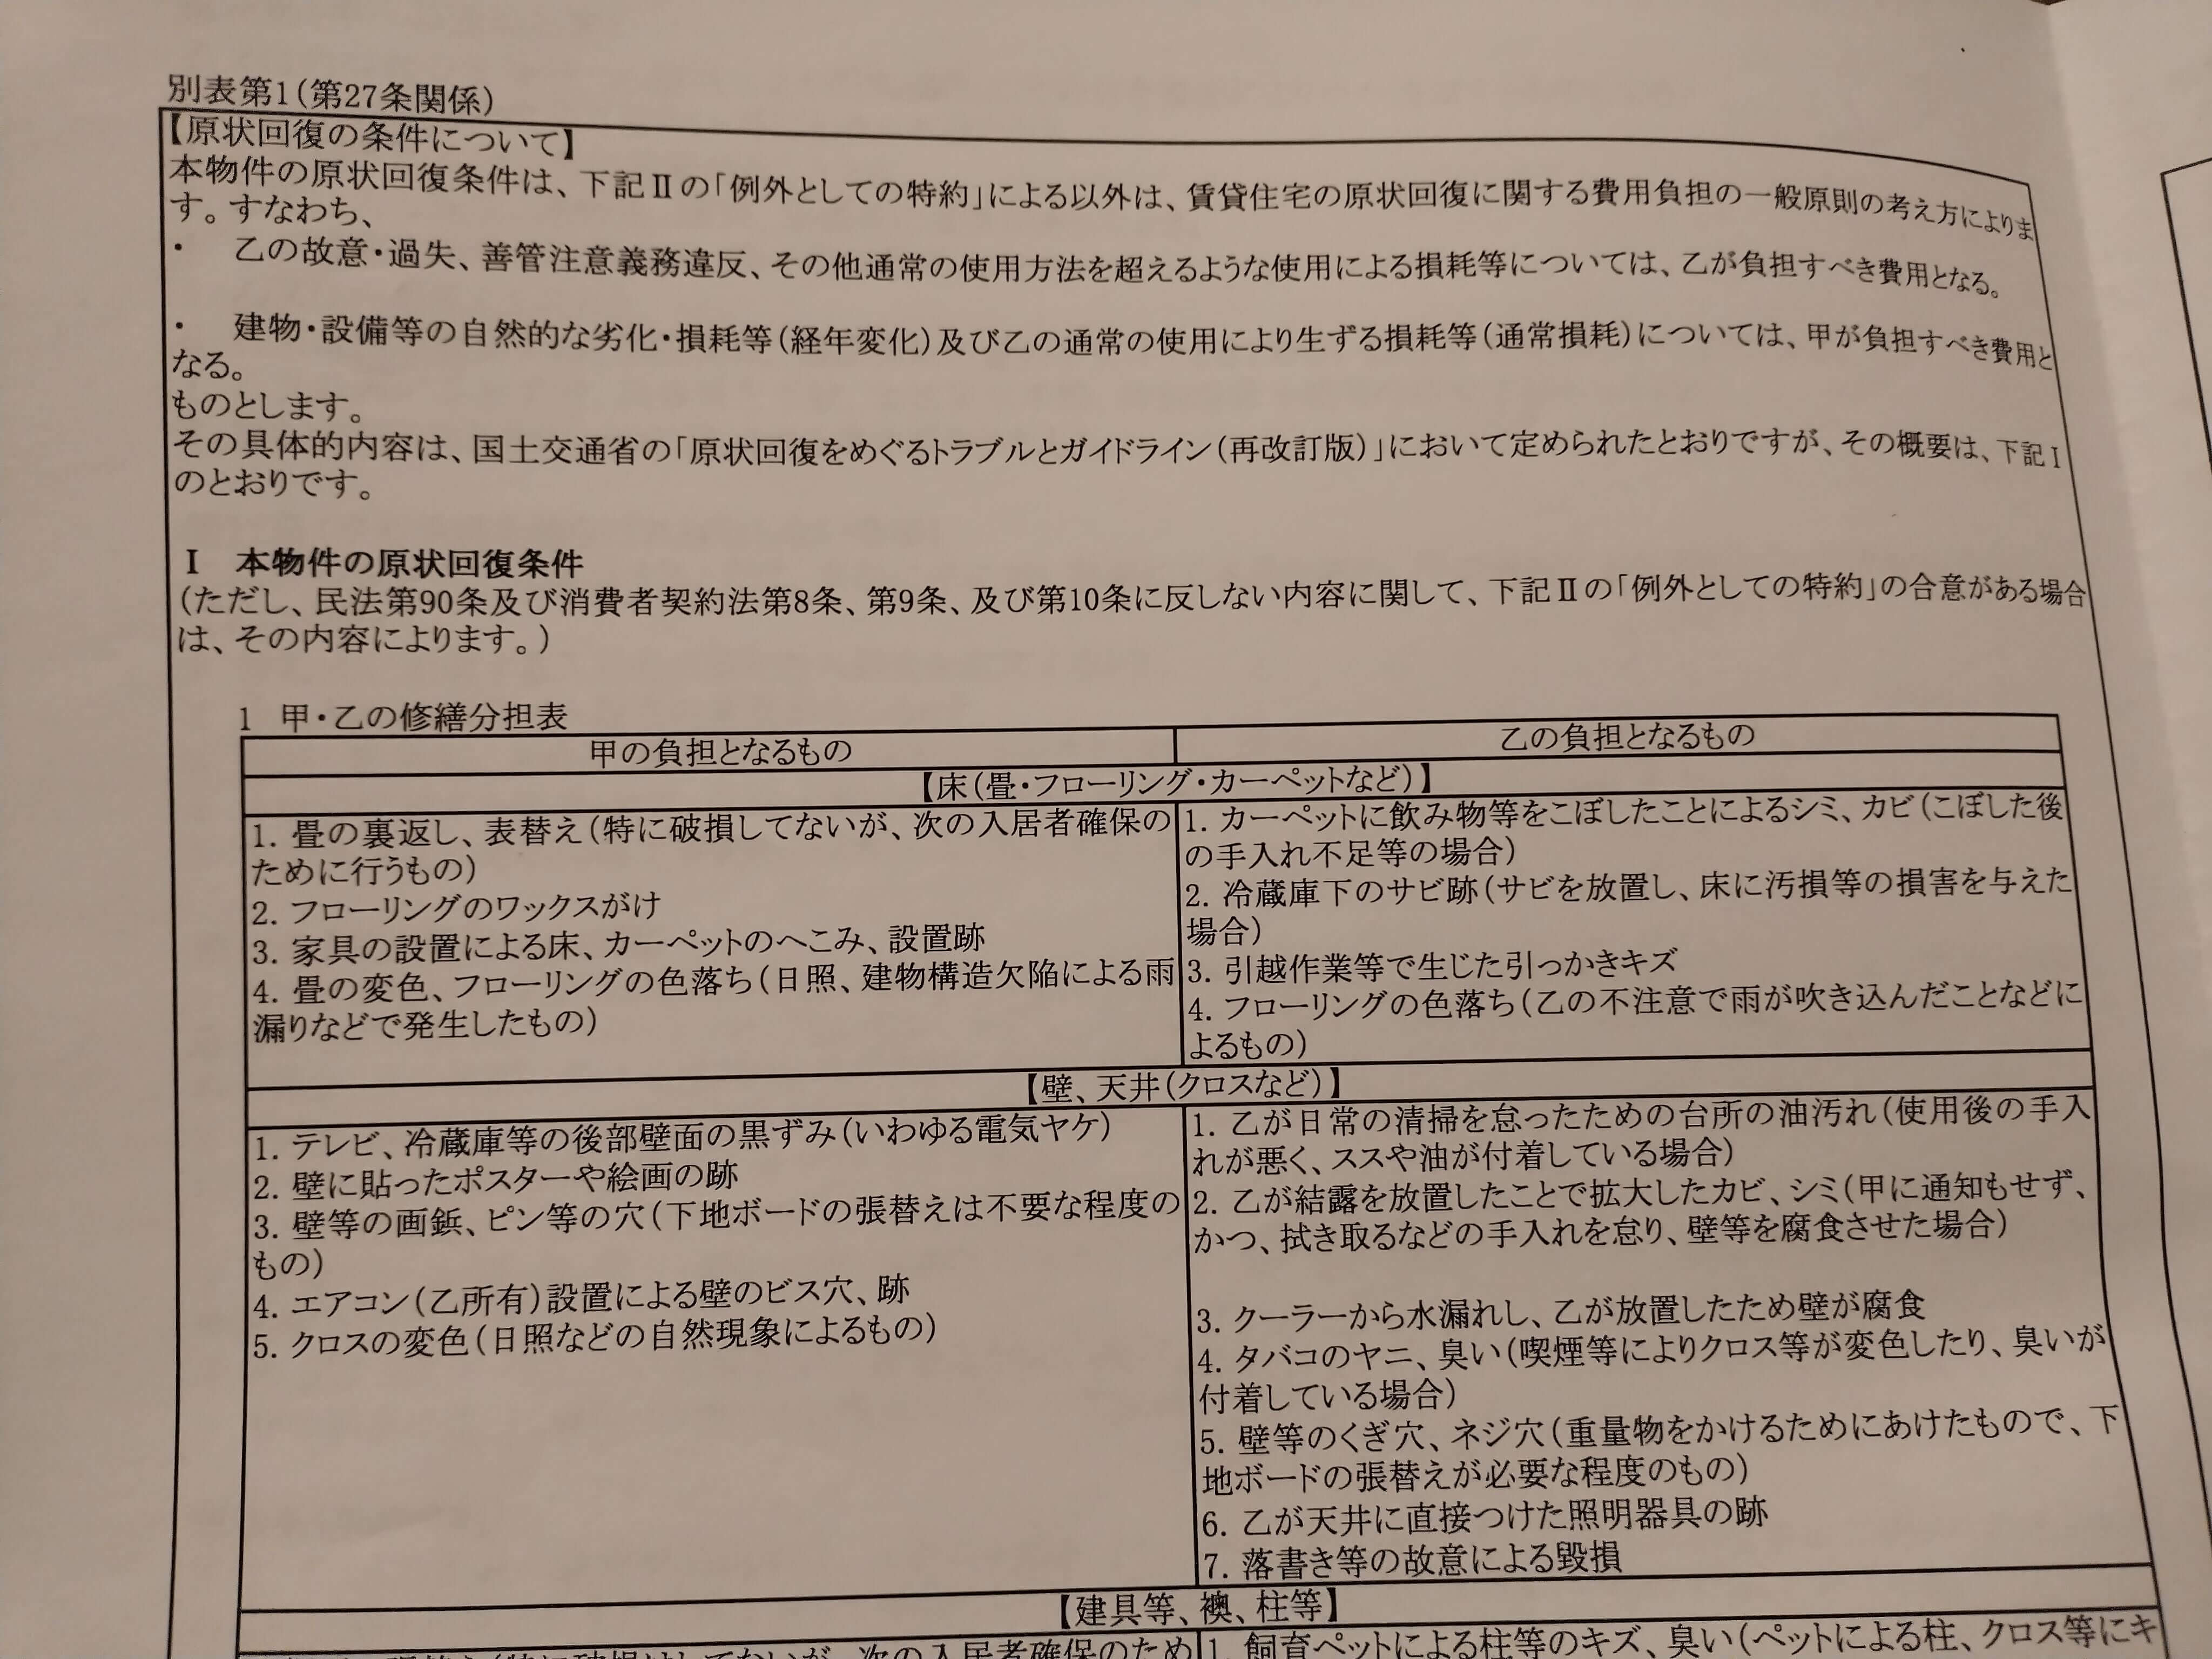 別表第1(第27条関係)
【原状回復の条件について】
本物件の原状回復条件は、下記Ⅱの「例外としての特約」による以外は、賃貸住宅の原状回復に関する費用負担の一般原則の考え方によりま
す。すなわち、
・　乙の故意・過失、善管注意義務違反、その他通常の使用方法を超えるような使用による損耗等については、乙が負担すべき費用となる。
・　建物・設備等の自然的な劣化・損耗等(経年変化)及び乙の通常の使用により生ずる損耗等(通常損耗)については、甲が負担すべき費用と
なる。
ものとします。
その具体的内容は、国土交通省の「原状回復をめぐるトラブルとガイドライン(再改訂版)」において定められたとおりですが、その概要は、下記Ⅰ
のとおりです。
Ⅰ　本物件の原状回復条件
(ただし、民法第90条及び消費者契約法第8条、第9条、及び第10条に反しない内容に関して、下記Ⅱの「例外としての特約」の合意がある場合
は、その内容によります。)
1　甲・乙の修繕分担表
甲の負担となるもの
乙の負担となるもの
【床(畳・フローリング・カーペットなど)】
1. 畳の裏返し、表替え(特に破損してないが、次の入居者確保の
ために行うもの)
2. フローリングのワックスがけ
3. 家具の設置による床、カーペットのへこみ、設置跡
4. 畳の変色、フローリングの色落ち(日照、建物構造欠陥による雨
漏りなどで発生したもの)
1. カーペットに飲み物等をこぼしたことによるシミ、カビ(こぼした後
の手入れ不足等の場合)
2. 冷蔵庫下のサビ跡(サビを放置し、床に汚損等の損害を与えた
場合)
3. 引越作業等で生じた引っかきキズ
4. フローリングの色落ち(乙の不注意で雨が吹き込んだことなどに
よるもの)
【壁、天井(クロスなど)】
1. テレビ、冷蔵庫等の後部壁面の黒ずみ(いわゆる電気ヤケ)
2. 壁に貼ったポスターや絵画の跡
3. 壁等の画鋲、ピン等の穴(下地ボードの張替えは不要な程度の
もの)
4. エアコン(乙所有)設置による壁のビス穴、跡
5. クロスの変色(日照などの自然現象によるもの)
1. 乙が日常の清掃を怠ったための台所の油汚れ(使用後の手入
れが悪く、ススや油が付着している場合)
2. 乙が結露を放置したことで拡大したカビ、シミ(甲に通知もせず、
かつ、拭き取るなどの手入れを怠り、壁等を腐食させた場合)
3. クーラーから水漏れし、乙が放置したため壁が腐食
4. タバコのヤニ、臭い(喫煙等によりクロス等が変色したり、臭いが
付着している場合)
5. 壁等のくぎ穴、ネジ穴(重量物をかけるためにあけたもので、下
地ボードの張替えが必要な程度のもの)
6. 乙が天井に直接つけた照明器具の跡
7. 落書き等の故意による毀損
【建具等、襖、柱等】
次の入居者確保のため
1. 飼育ペットによる柱等のキズ、臭い(ペットによる柱、クロス等にキ